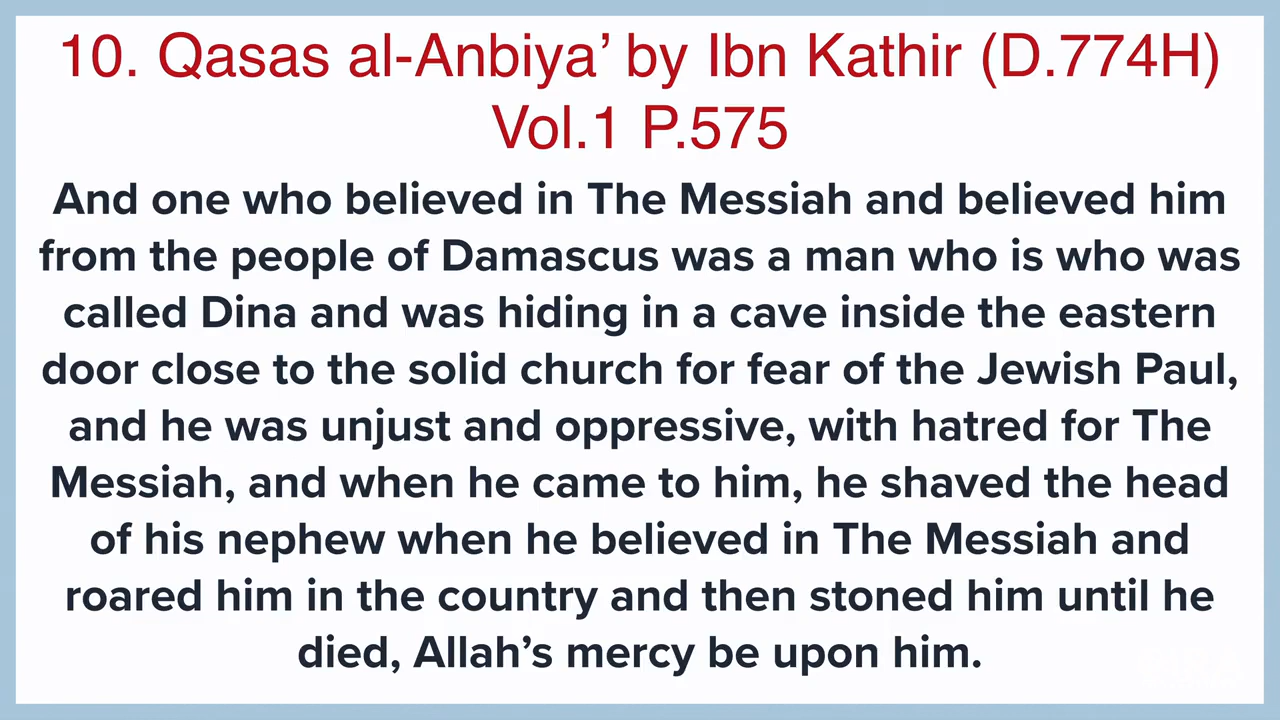 10. Qasas al-Anbiya’ by Ibn Kathir (D.774H)
Vol.1 P.575
And one who believed in The Messiah and believed him
from the people of Damascus was a man who is who was
called Dina and was hiding in a cave inside the eastern
door close to the solid church for fear of the Jewish Paul,
and he was unjust and oppressive, with hatred for The
Messiah, and when he came to him, he shaved the head
of his nephew when he believed in The Messiah and
roared him in the country and then stoned him until he
died, Allah’s mercy be upon him.